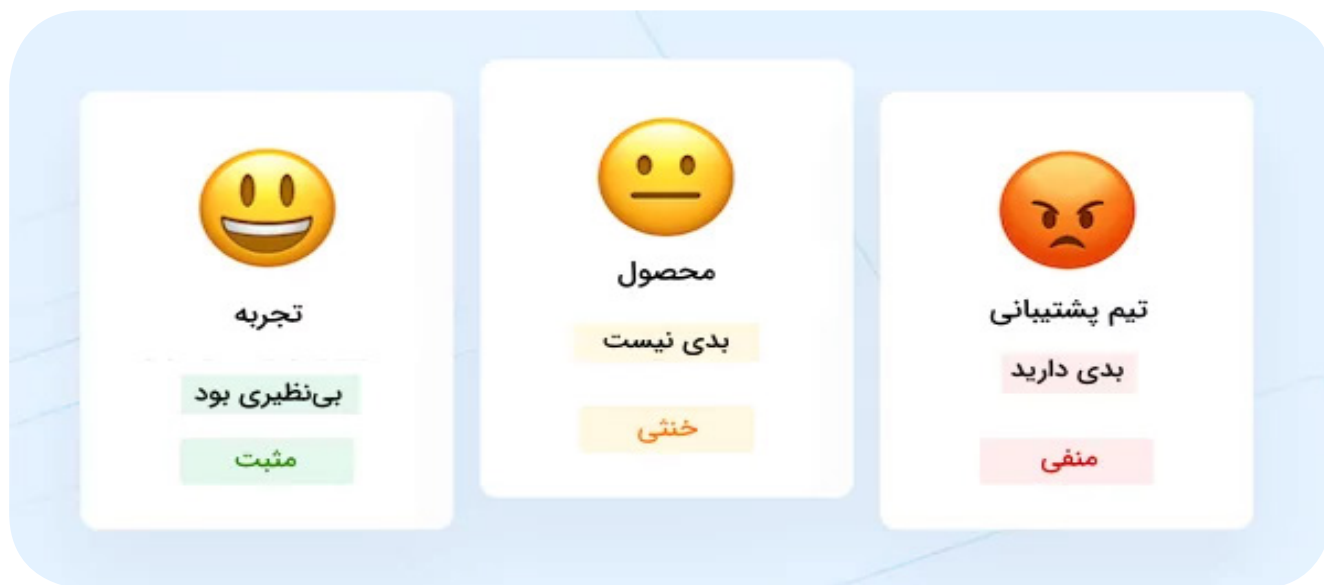 تیم پشتیبانی
بدی دارید
منفی
محصول
بدی نیست
خنثی
تجربه
بی‌نظیری بود
مثبت